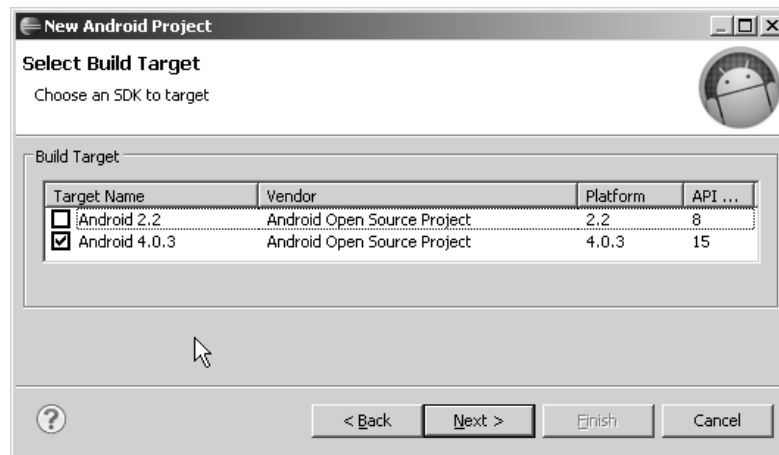 New Android Project
Select Build Target
Choose an SDK to target
Build Target
Target Name Vendor Platform API ...
Android 2.2 Android Open Source Project 2.2 8
Android 4.0.3 Android Open Source Project 4.0.3 15
? < Back Next > Finish Cancel